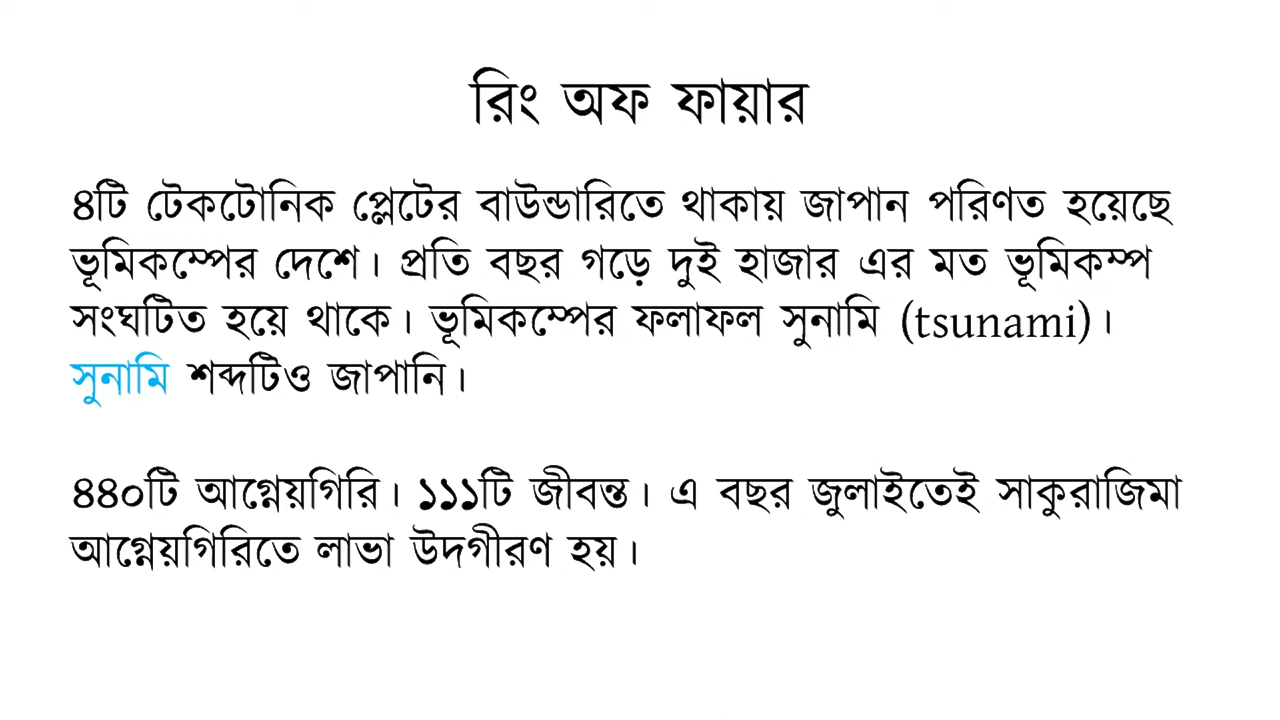 রিং অফ ফায়ার
৪টি টেকটোনিক প্লেটের বাউন্ডারিতে থাকায় জাপান পরিণত হয়েছে
ভূমিকম্পের দেশে। প্রতি বছর গড়ে দুই হাজার এর মত ভূমিকম্প
সংঘটিত হয়ে থাকে। ভূমিকম্পের ফলাফল সুনামি (tsunami)।
সুনামি শব্দটিও জাপানি।
৪৪০টি আগ্নেয়গিরি। ১১১টি জীবন্ত। এ বছর জুলাইতেই সাকুরাজিমা
আগ্নেয়গিরিতে লাভা উদগীরণ হয়।